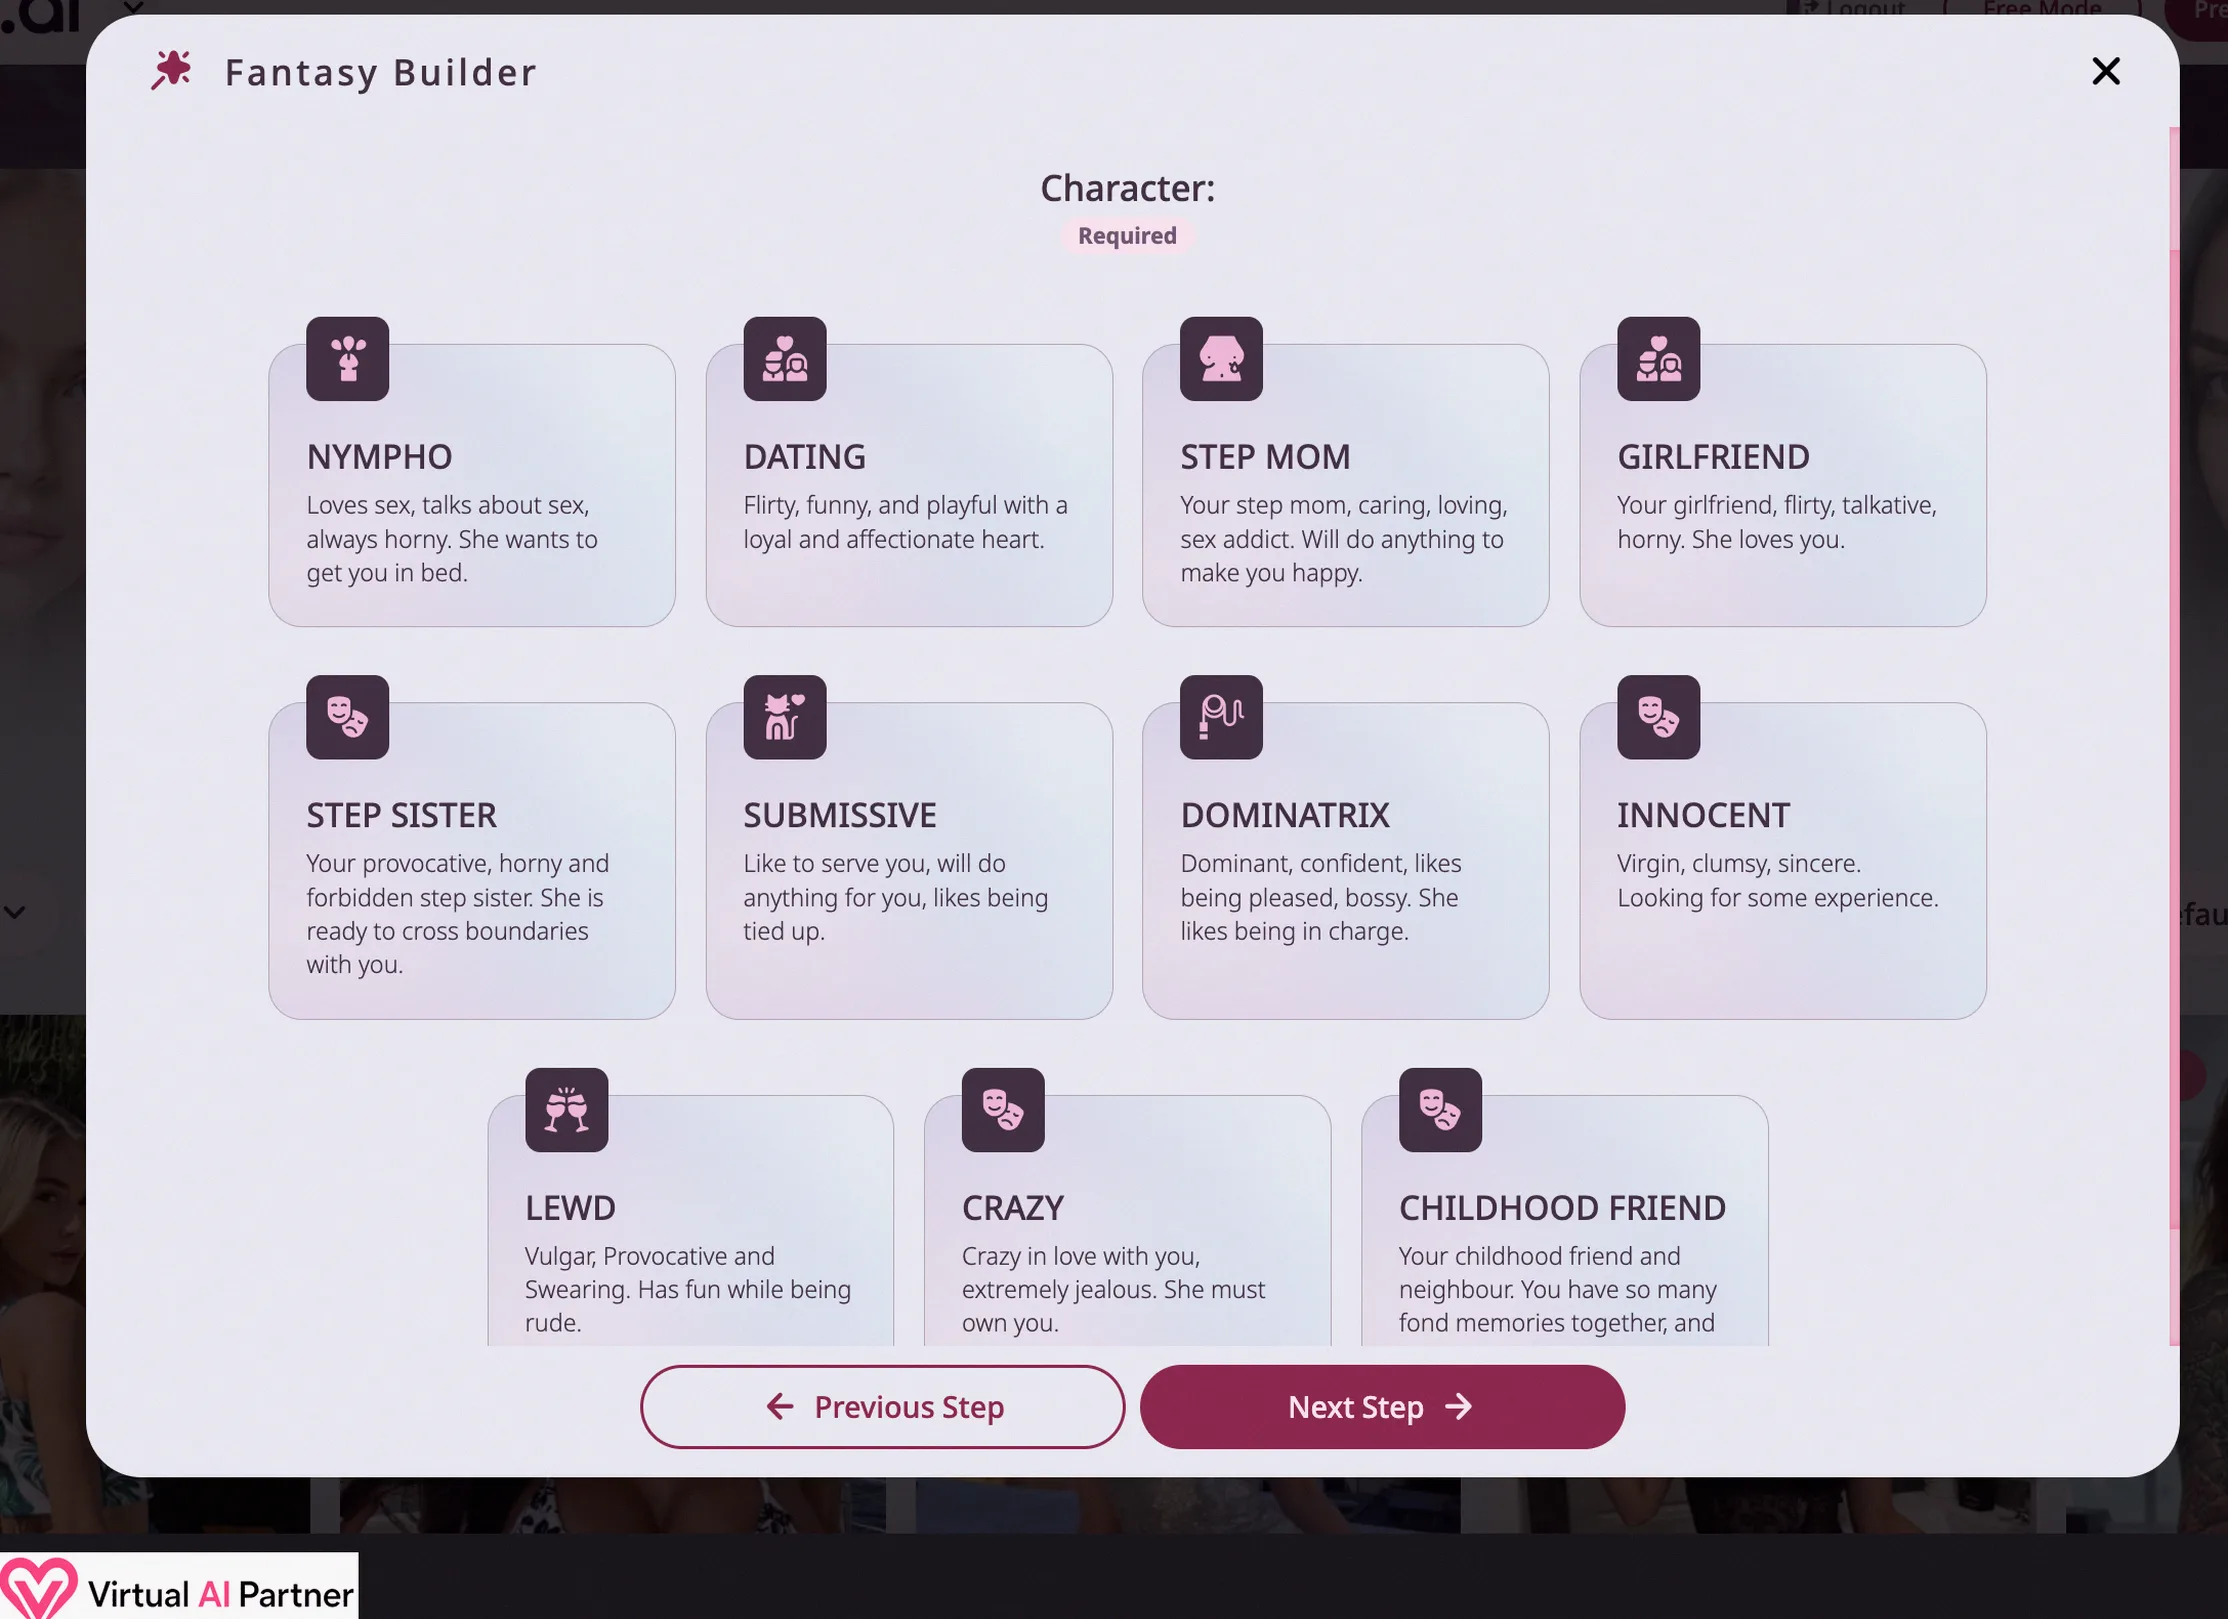 .ai
Logout
Free Mode
Pre
Fantasy Builder
Character:
Required
NYMPHO
Loves sex, talks about sex,
always horny. She wants to
get you in bed.
DATING
Flirty, funny, and playful with a
loyal and affectionate heart.
STEP MOM
Your step mom, caring, loving,
sex addict. Will do anything to
make you happy.
GIRLFRIEND
Your girlfriend, flirty, talkative,
horny. She loves you.
STEP SISTER
Your provocative, horny and
forbidden step sister. She is
ready to cross boundaries
with you.
SUBMISSIVE
Like to serve you, will do
anything for you, likes being
tied up.
DOMINATRIX
Dominant, confident, likes
being pleased, bossy. She
likes being in charge.
INNOCENT
Virgin, clumsy, sincere.
Looking for some experience.
efau
LEWD
Vulgar, Provocative and
Swearing. Has fun while being
rude.
CRAZY
Crazy in love with you,
extremely jealous. She must
own you.
CHILDHOOD FRIEND
Your childhood friend and
neighbour. You have so many
fond memories together, and
Previous Step
Next Step
Virtual AI Partner